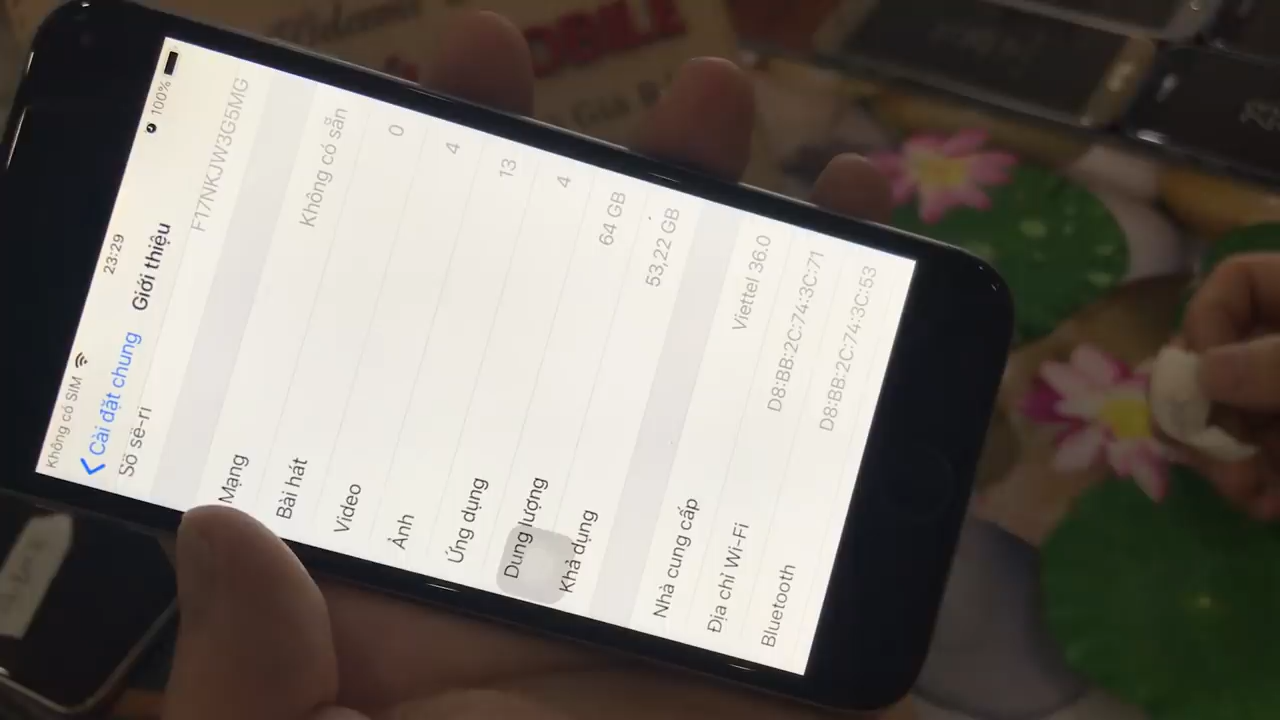 Không có SIM 23:29 100%
Cài đặt chung Giới thiệu
Số sê-ri F17NKJW3G5MG
Mạng Không có sẵn
Bài hát 0
Video 4
Ảnh 13
Ứng dụng 4
Dung lượng 64 GB
Khả dụng 53,22 GB
Nhà cung cấp Viettel 36.0
Địa chỉ Wi-Fi D8:BB:2C:74:3C:71
Bluetooth D8:BB:2C:74:3C:53